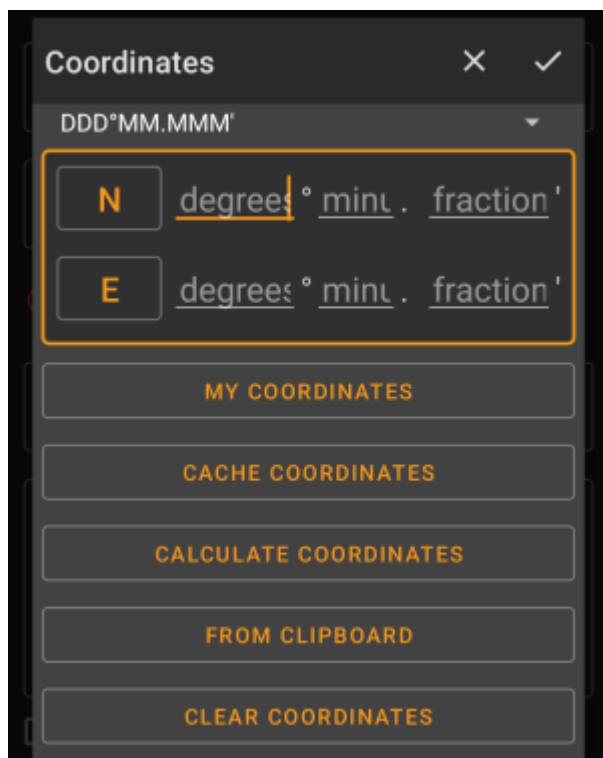 Coordinates
DDD°MM.MMM'
N degrees ° minu . fraction '
E degrees ° minu . fraction '
MY COORDINATES
CACHE COORDINATES
CALCULATE COORDINATES
FROM CLIPBOARD
CLEAR COORDINATES